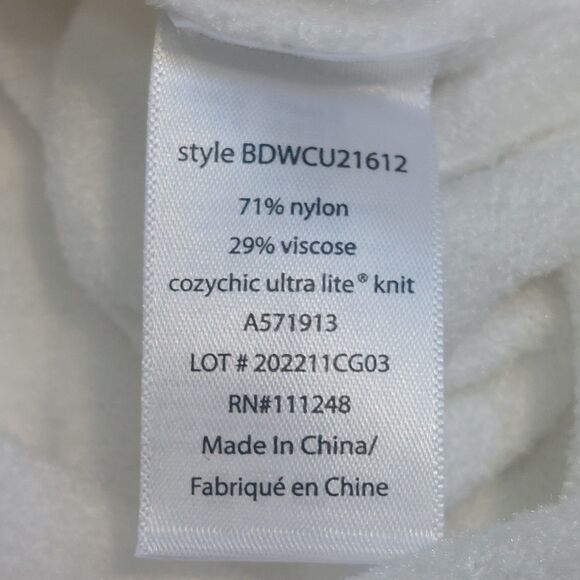 style BDWCU21612
71% nylon
29% viscose
cozychic ultra lite® knit
A571913
LOT # 202211CG03
RN#111248
Made In China/
Fabriqué en Chine